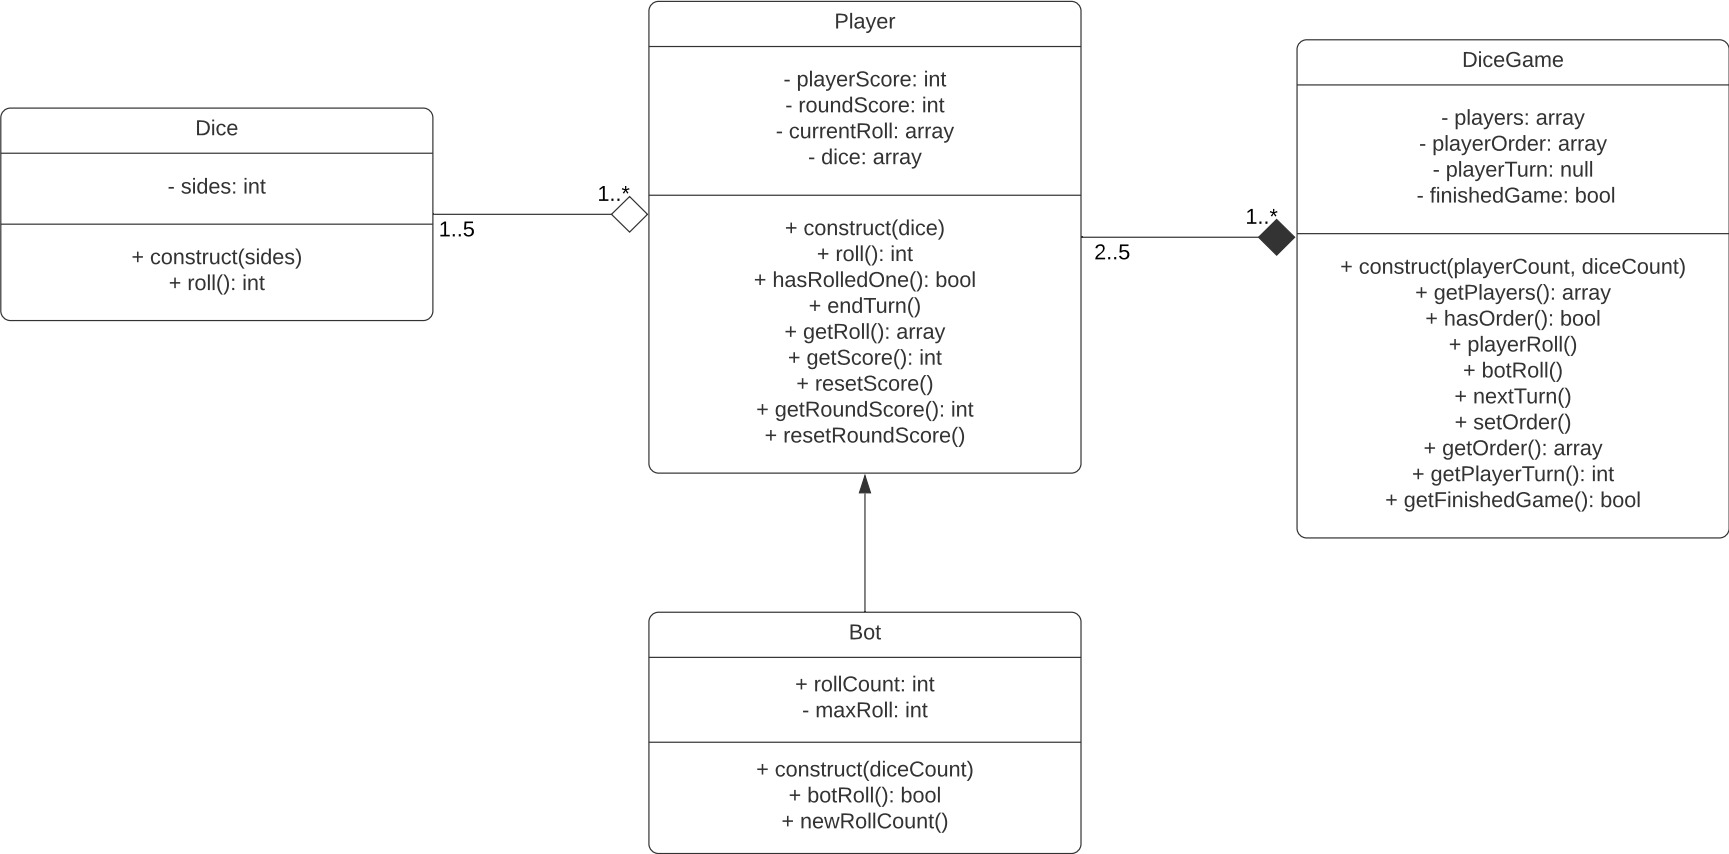 Dice
- sides: int
+ construct(sides)
+ roll(): int
1..5
1..*
Player
- playerScore: int
- roundScore: int
- currentRoll: array
- dice: array
+ construct(dice)
+ roll(): int
+ hasRolledOne(): bool
+ endTurn()
+ getRoll(): array
+ getScore(): int
+ resetScore()
+ getRoundScore(): int
+ resetRoundScore()
2..5
1..*
DiceGame
- players: array
- playerOrder: array
- playerTurn: null
- finishedGame: bool
+ construct(playerCount, diceCount)
+ getPlayers(): array
+ hasOrder(): bool
+ playerRoll()
+ botRoll()
+ nextTurn()
+ setOrder()
+ getOrder(): array
+ getPlayerTurn(): int
+ getFinishedGame(): bool
Bot
+ rollCount: int
- maxRoll: int
+ construct(diceCount)
+ botRoll(): bool
+ newRollCount()